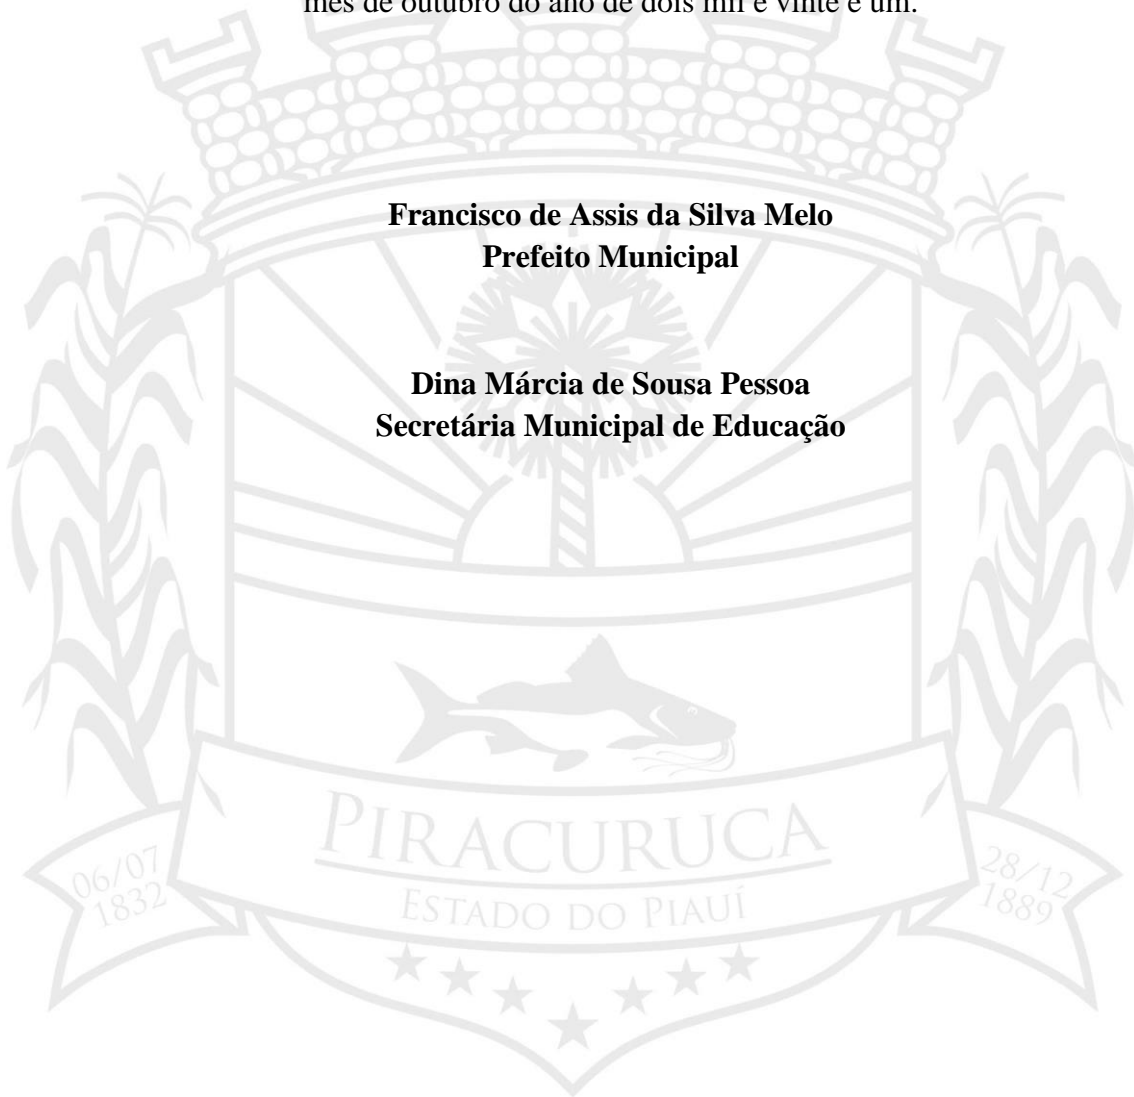 mês de outubro do ano de dois mil e vinte e um.
Francisco de Assis da Silva Melo
Prefeito Municipal
Dina Márcia de Sousa Pessoa
Secretária Municipal de Educação
PIRACURUCA
ESTADO DO PIAUÍ
06/07
1832
28/12
1889